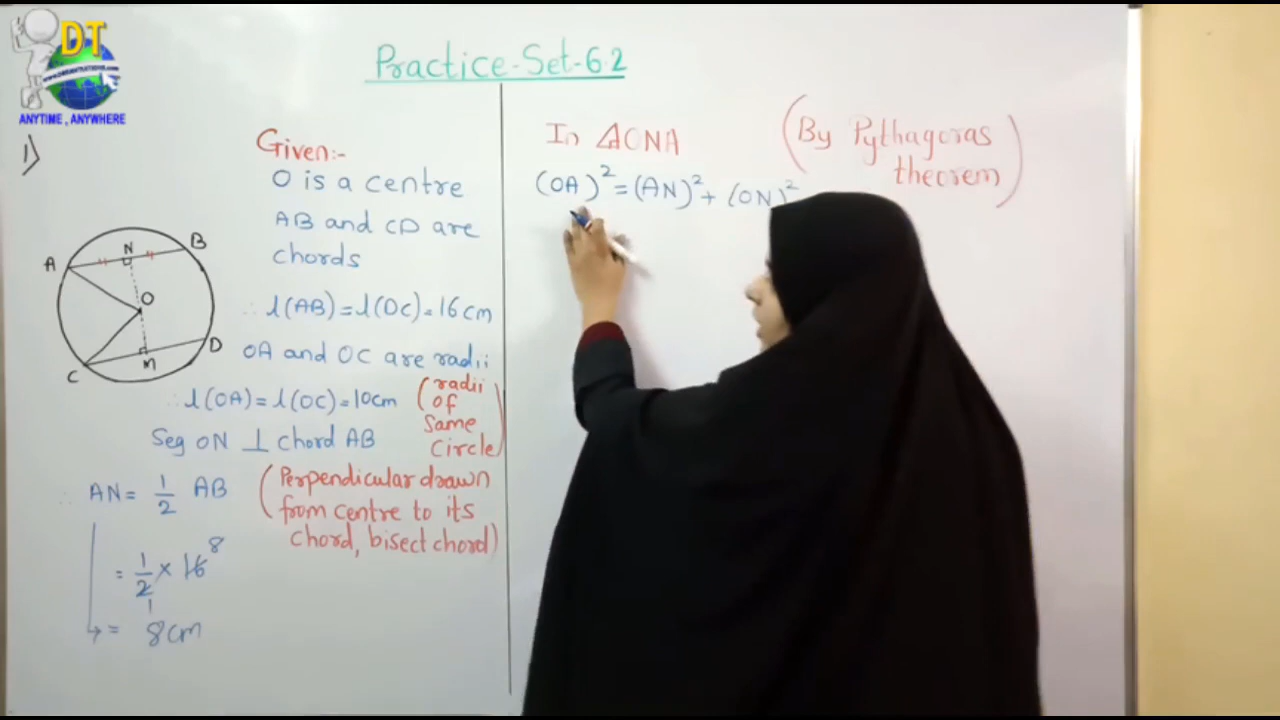 DT
ANYTIME, ANYWHERE
Practice-Set-6.2
1)
A
N
B
O
C
M
D
Given:-
O is a centre
AB and CD are
chords
∴ l(AB)=l(DC)=16cm
OA and OC are radii
∴ l(OA)=l(OC)=10cm (radii of same circle)
Seg ON ⊥ chord AB
∴ AN= 1/2 AB (Perpendicular drawn
from centre to its
chord, bisect chord)
= 1/2 × 16 8
1
= 8cm
In ΔONA (By Pythagoras
theorem)
(OA)²=(AN)²+(ON)²